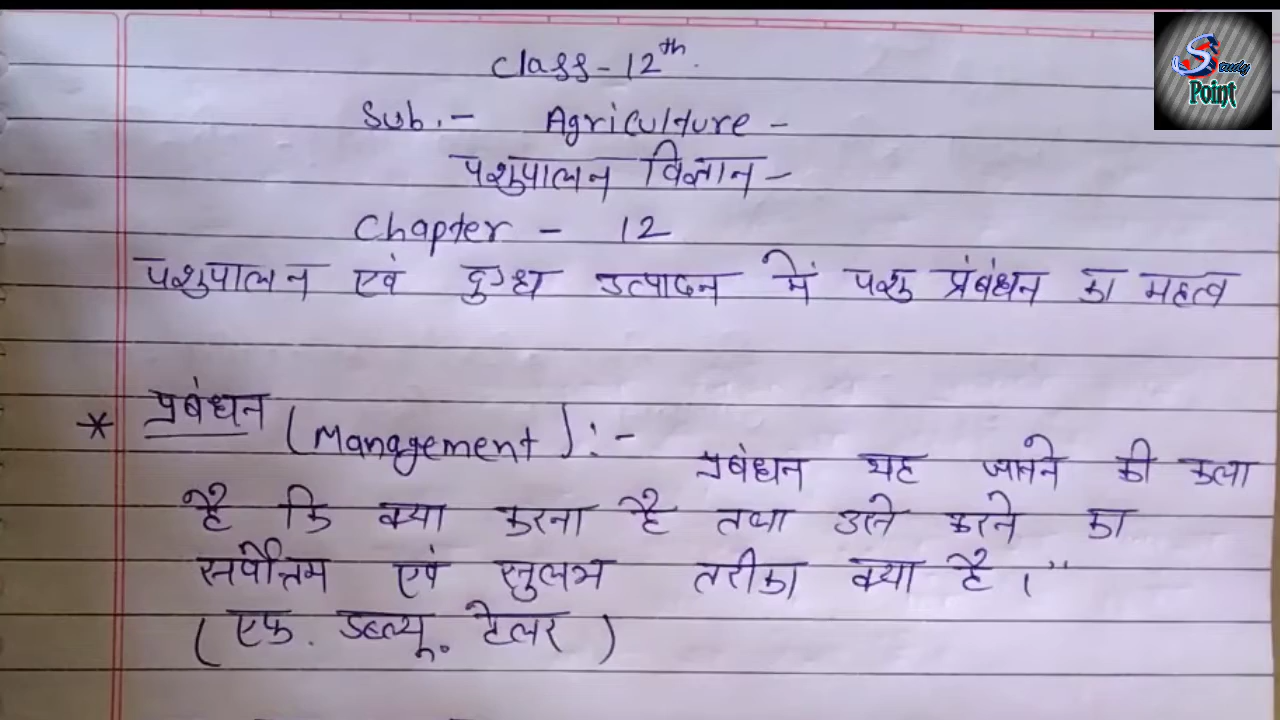 Class - 12th.
Study Point
Sub. :- Agriculture -
पशुपालन विज्ञान -
Chapter - 12
पशुपालन एवं दुग्ध उत्पादन में पशु प्रंबंधन का महत्व
* प्रबंधन (Management) : -
प्रबंधन यह जानने की कला
है कि क्या करना है तथा उसे करने का
सर्वोत्तम एवं सुलभ तरीका क्या है।"
(एफ. डब्ल्यू. टेलर)